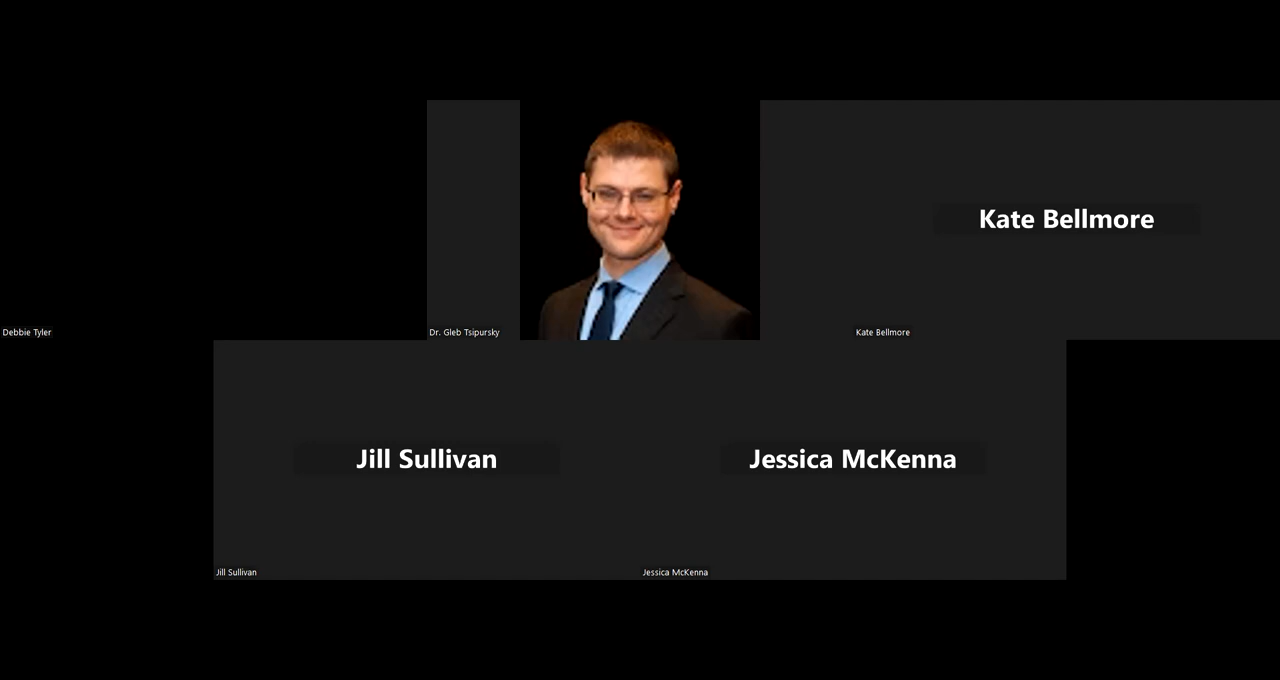 Kate Bellmore
Debbie Tyler
Dr. Gleb Tsipursky
Kate Bellmore
Jill Sullivan
Jessica McKenna
Jill Sullivan
Jessica McKenna